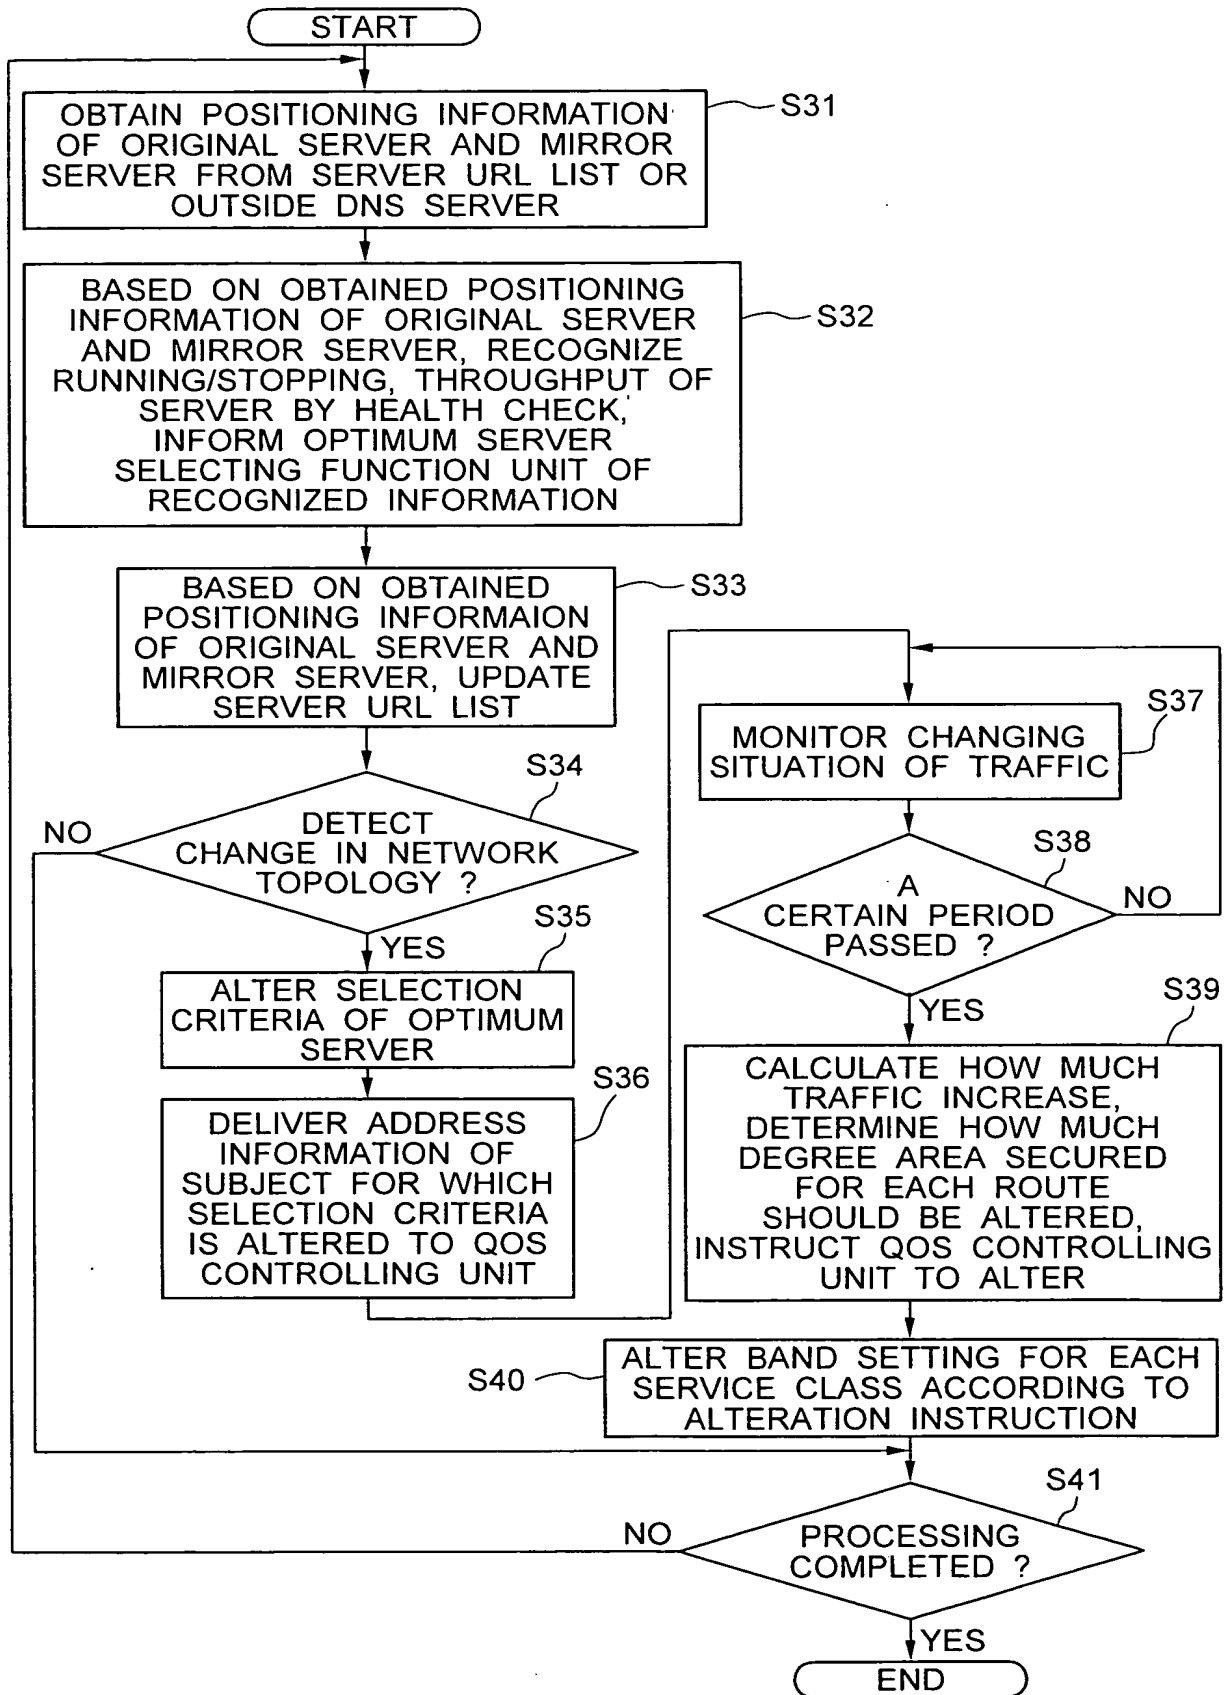 START
S31
OBTAIN POSITIONING INFORMATION
OF ORIGINAL SERVER AND MIRROR
SERVER FROM SERVER URL LIST OR
OUTSIDE DNS SERVER
S32
BASED ON OBTAINED POSITIONING
INFORMATION OF ORIGINAL SERVER
AND MIRROR SERVER, RECOGNIZE
RUNNING/STOPPING, THROUGHPUT OF
SERVER BY HEALTH CHECK,
INFORM OPTIMUM SERVER
SELECTING FUNCTION UNIT OF
RECOGNIZED INFORMATION
S33
BASED ON OBTAINED
POSITIONING INFORMAION
OF ORIGINAL SERVER AND
MIRROR SERVER, UPDATE
SERVER URL LIST
S34
NO
DETECT
CHANGE IN NETWORK
TOPOLOGY ?
YES
S35
ALTER SELECTION
CRITERIA OF OPTIMUM
SERVER
S36
DELIVER ADDRESS
INFORMATION OF
SUBJECT FOR WHICH
SELECTION CRITERIA
IS ALTERED TO QOS
CONTROLLING UNIT
S37
MONITOR CHANGING
SITUATION OF TRAFFIC
S38
A
CERTAIN PERIOD
PASSED ?
NO
YES
S39
CALCULATE HOW MUCH
TRAFFIC INCREASE,
DETERMINE HOW MUCH
DEGREE AREA SECURED
FOR EACH ROUTE
SHOULD BE ALTERED,
INSTRUCT QOS CONTROLLING
UNIT TO ALTER
S40
ALTER BAND SETTING FOR EACH
SERVICE CLASS ACCORDING TO
ALTERATION INSTRUCTION
S41
NO
PROCESSING
COMPLETED ?
YES
END